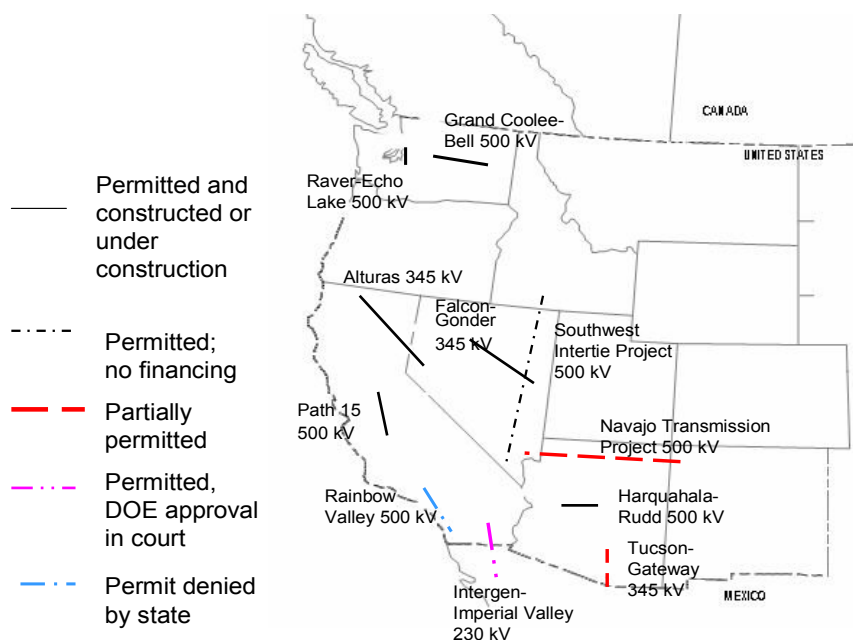 Grand Coolee-
Bell 500 kV
CANADA
UNITED STATES
Raver-Echo
Lake 500 kV
Permitted and
constructed or
under
construction
Alturas 345 kV
Falcon-
Gonder
345 kV
Southwest
Intertie Project
500 kV
Permitted;
no financing
Partially
permitted
Path 15
500 kV
Navajo Transmission
Project 500 kV
Permitted,
DOE approval
in court
Rainbow
Valley 500 kV
Harquahala-
Rudd 500 kV
Tucson-
Gateway
345 kV
Permit denied
by state
Intergen-
Imperial Valley
230 kV
MEXICO